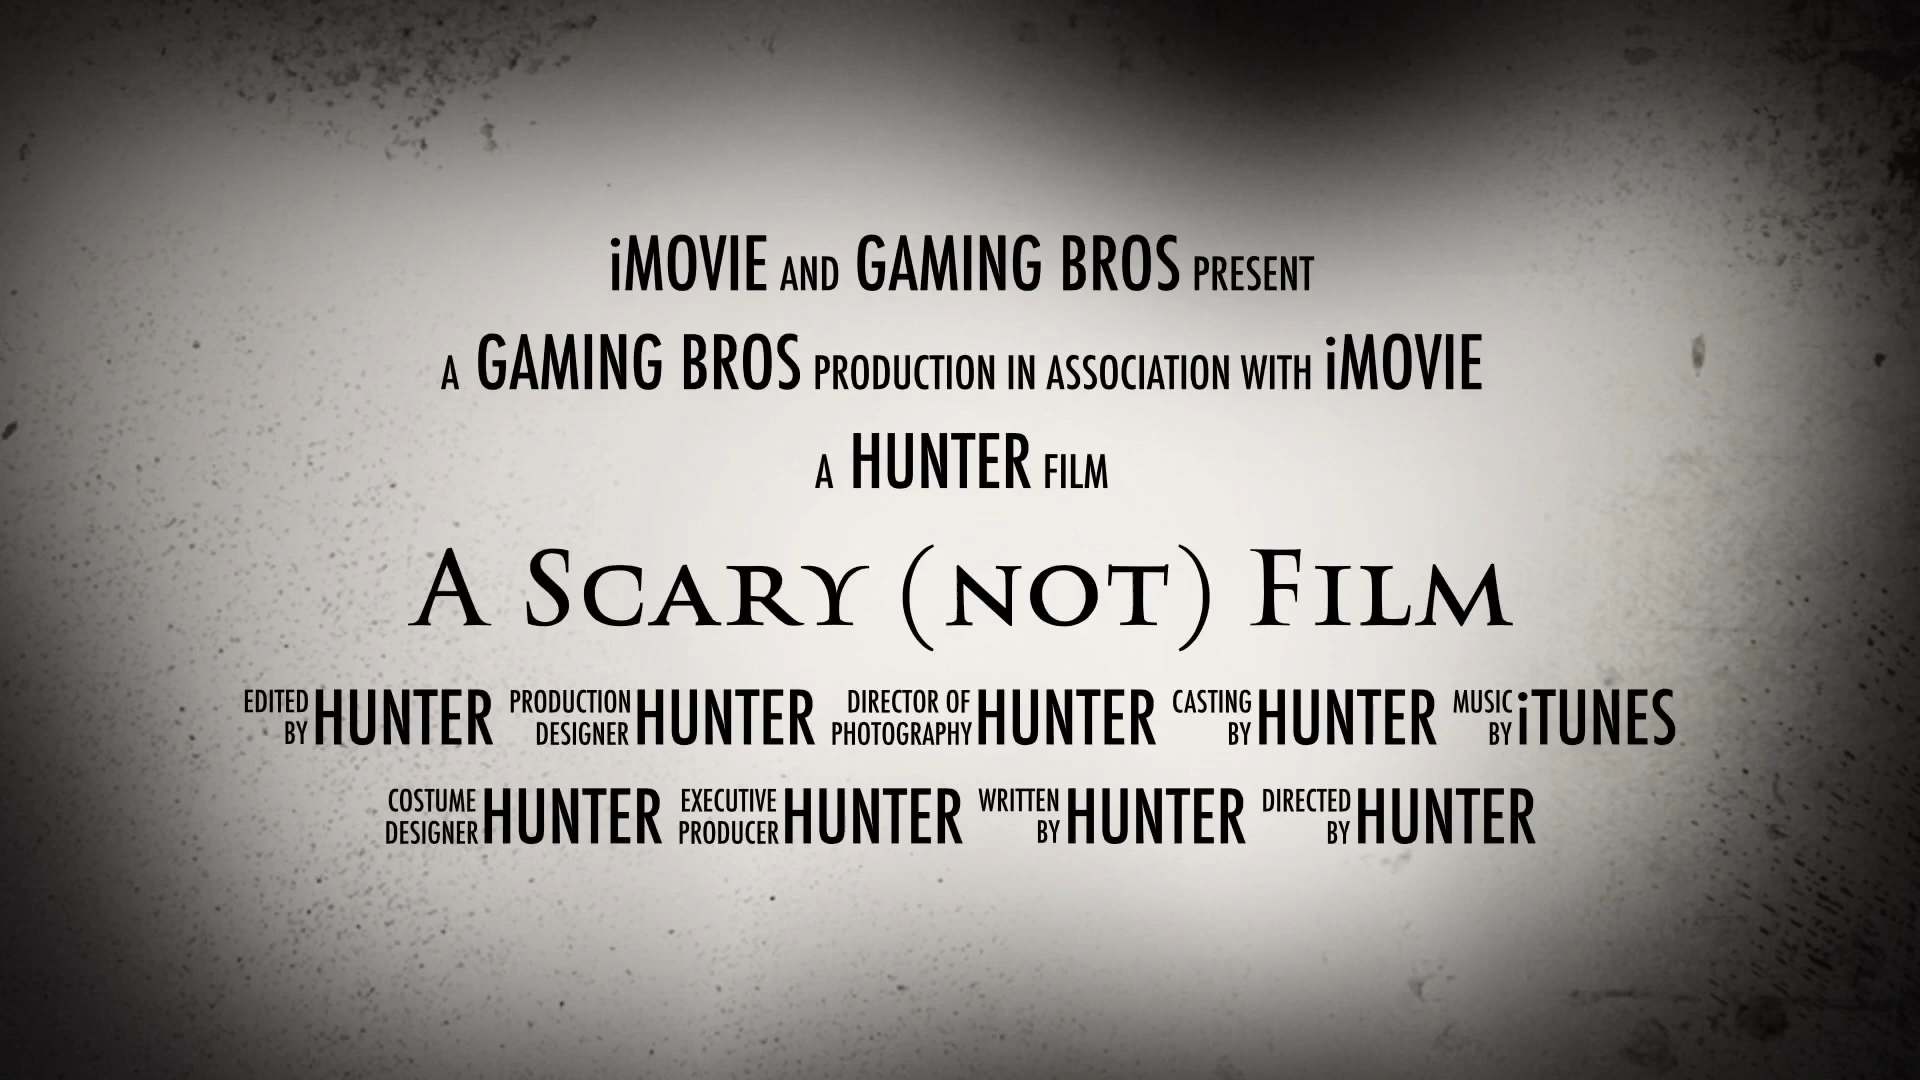 iMOVIE AND GAMING BROS PRESENT
A GAMING BROS PRODUCTION IN ASSOCIATION WITH iMOVIE
A HUNTER FILM
A SCARY (NOT) FILM
EDITED BY HUNTER PRODUCTION DESIGNER HUNTER DIRECTOR OF PHOTOGRAPHY HUNTER CASTING BY HUNTER MUSIC BY iTUNES
COSTUME DESIGNER HUNTER EXECUTIVE PRODUCER HUNTER WRITTEN BY HUNTER DIRECTED BY HUNTER